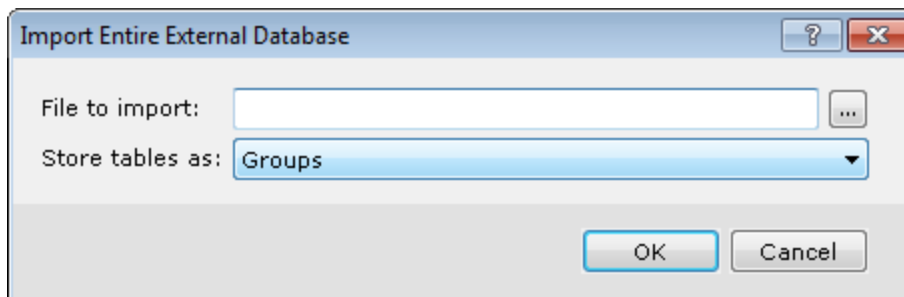 Import Entire External Database ?
File to import: ...
Store tables as: Groups
OK Cancel